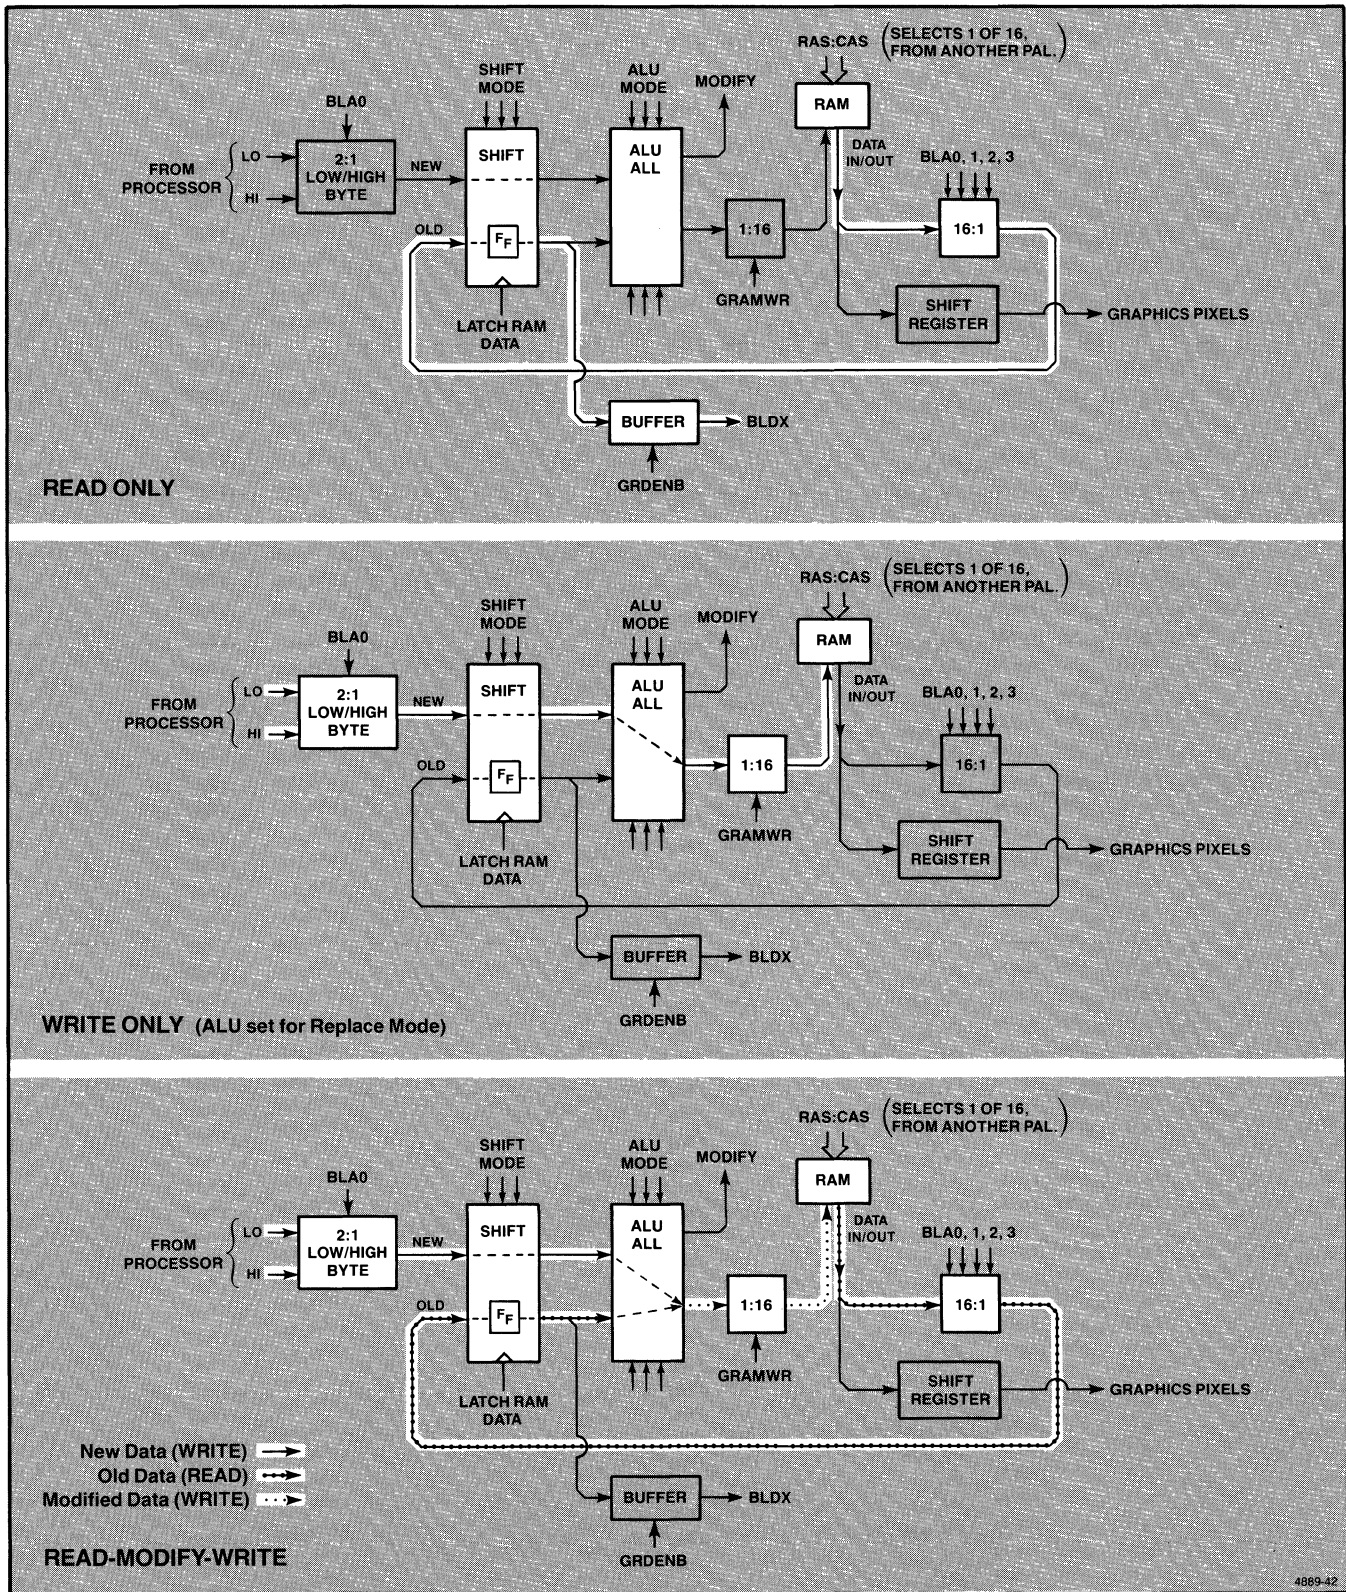 RAS:CAS (SELECTS 1 OF 16,
FROM ANOTHER PAL.)
SHIFT
MODE
ALU
MODE
MODIFY
BLA0
RAM
FROM
PROCESSOR
LO
HI
2:1
LOW/HIGH
BYTE
NEW
SHIFT
ALU
ALL
DATA
IN/OUT
BLA0, 1, 2, 3
OLD
FF
1:16
16:1
GRAMWR
LATCH RAM
DATA
SHIFT
REGISTER
GRAPHICS PIXELS
BUFFER
BLDX
GRDENB
READ ONLY
RAS:CAS (SELECTS 1 OF 16,
FROM ANOTHER PAL.)
SHIFT
MODE
ALU
MODE
MODIFY
BLA0
RAM
FROM
PROCESSOR
LO
HI
2:1
LOW/HIGH
BYTE
NEW
SHIFT
ALU
ALL
DATA
IN/OUT
BLA0, 1, 2, 3
OLD
FF
1:16
16:1
GRAMWR
LATCH RAM
DATA
SHIFT
REGISTER
GRAPHICS PIXELS
BUFFER
BLDX
GRDENB
WRITE ONLY (ALU set for Replace Mode)
RAS:CAS (SELECTS 1 OF 16,
FROM ANOTHER PAL.)
SHIFT
MODE
ALU
MODE
MODIFY
BLA0
RAM
FROM
PROCESSOR
LO
HI
2:1
LOW/HIGH
BYTE
NEW
SHIFT
ALU
ALL
DATA
IN/OUT
BLA0, 1, 2, 3
OLD
FF
1:16
16:1
GRAMWR
LATCH RAM
DATA
SHIFT
REGISTER
GRAPHICS PIXELS
New Data (WRITE)
Old Data (READ)
Modified Data (WRITE)
BUFFER
BLDX
GRDENB
READ-MODIFY-WRITE
4889-42